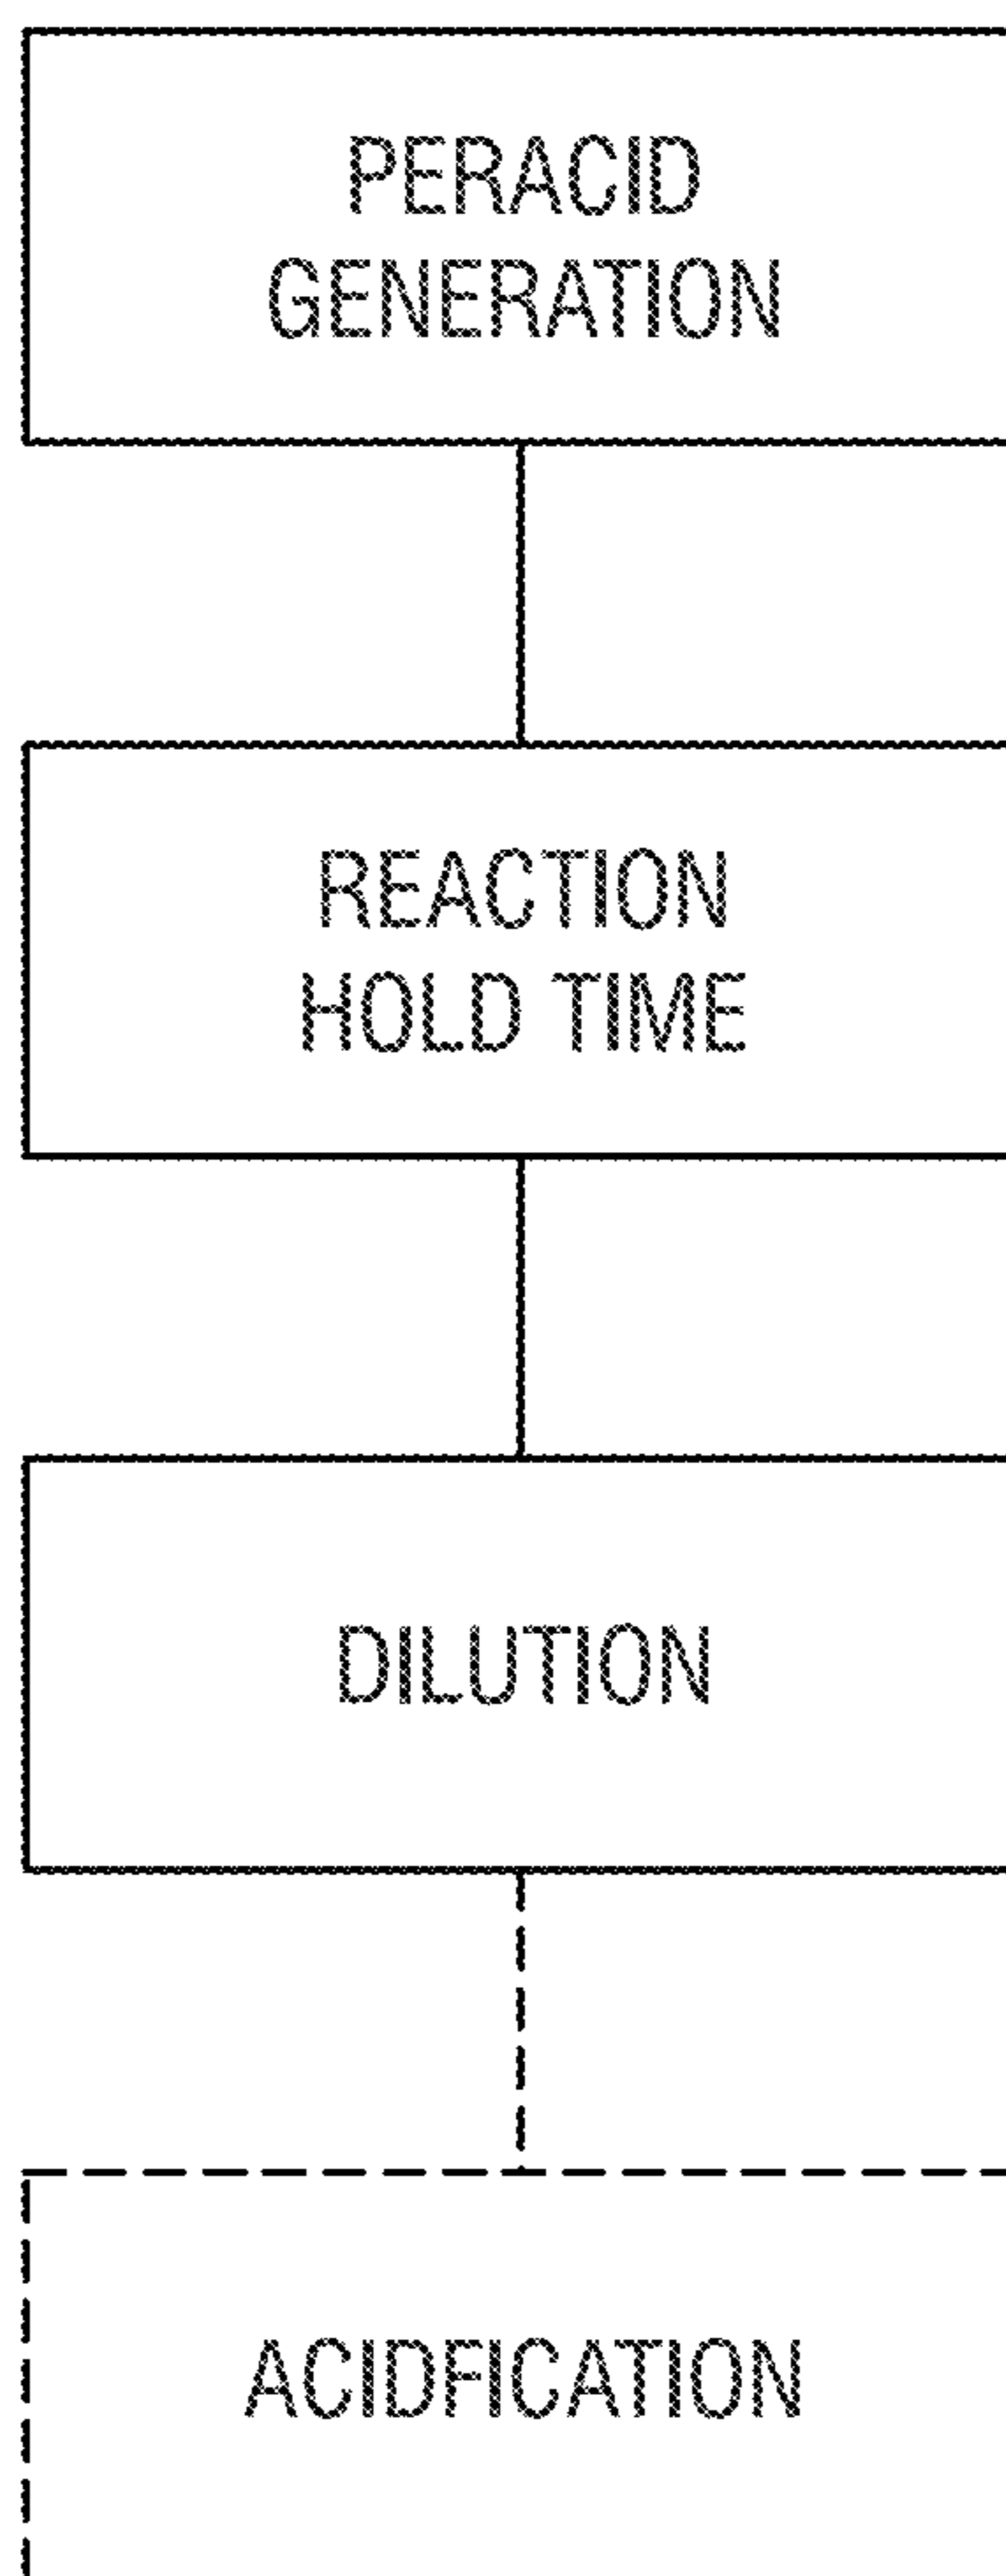 PERACID
GENERATION
REACTION
HOLD TIME
DILUTION
ACIDFICATION